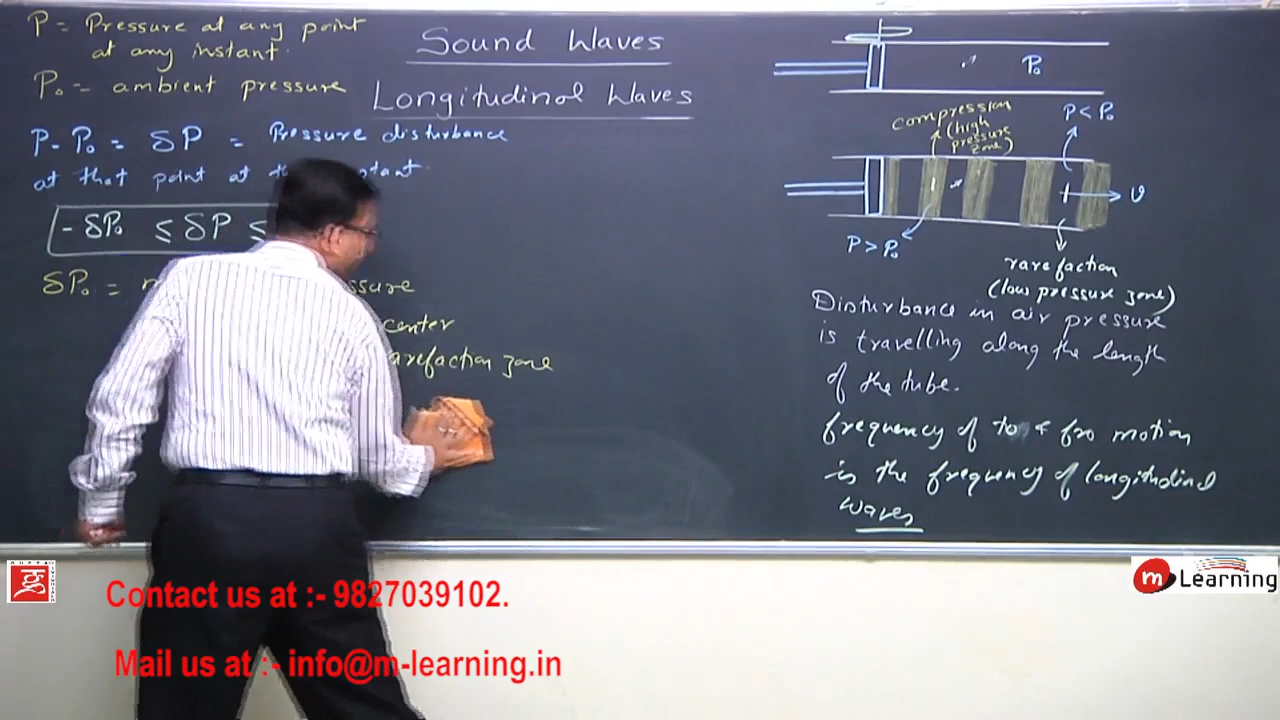 P = Pressure at any point
at any instant.
P₀ = ambient pressure
P - P₀ = δP = Pressure disturbance
at that point at
- δP₀ ≤ δP ≤
δP₀ =
center
rarefaction zone
Sound Waves
Longitudinal Waves
P₀
compression
(high
pressure
zone)
P < P₀
v
P > P₀
rarefaction
(low pressure zone)
Disturbance in air pressure
is travelling along the length
of the tube.
frequency of to & fro motion
is the frequency of longitudinal
waves
GUPTA
m Learning
Contact us at :- 9827039102.
Mail us at :- info@m-learning.in